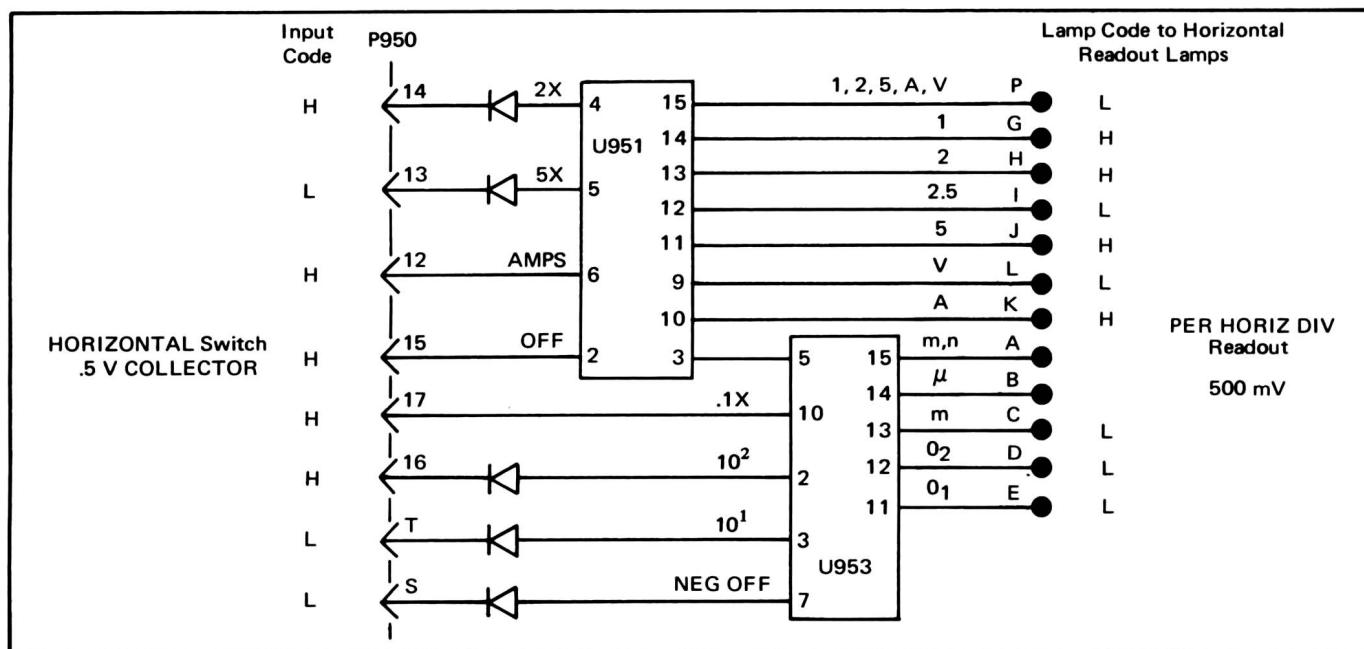 Input
Code
P950
Lamp Code to Horizontal
Readout Lamps
H 14 2X 4 15 1, 2, 5, A, V P L
U951
14 1 G H
L 13 5X 5 13 2 H H
12 2.5 I L
11 5 J H
H 12 AMPS 6 9 V L L
10 A K H
HORIZONTAL Switch
.5 V COLLECTOR
H 15 OFF 2 3 5 15 m,n A
14 μ B
PER HORIZ DIV
Readout
500 mV
H 17 .1X 10 13 m C L
H 16 10² 2 12 0₂ D L
11 0₁ E L
L T 10¹ 3
U953
L S NEG OFF 7